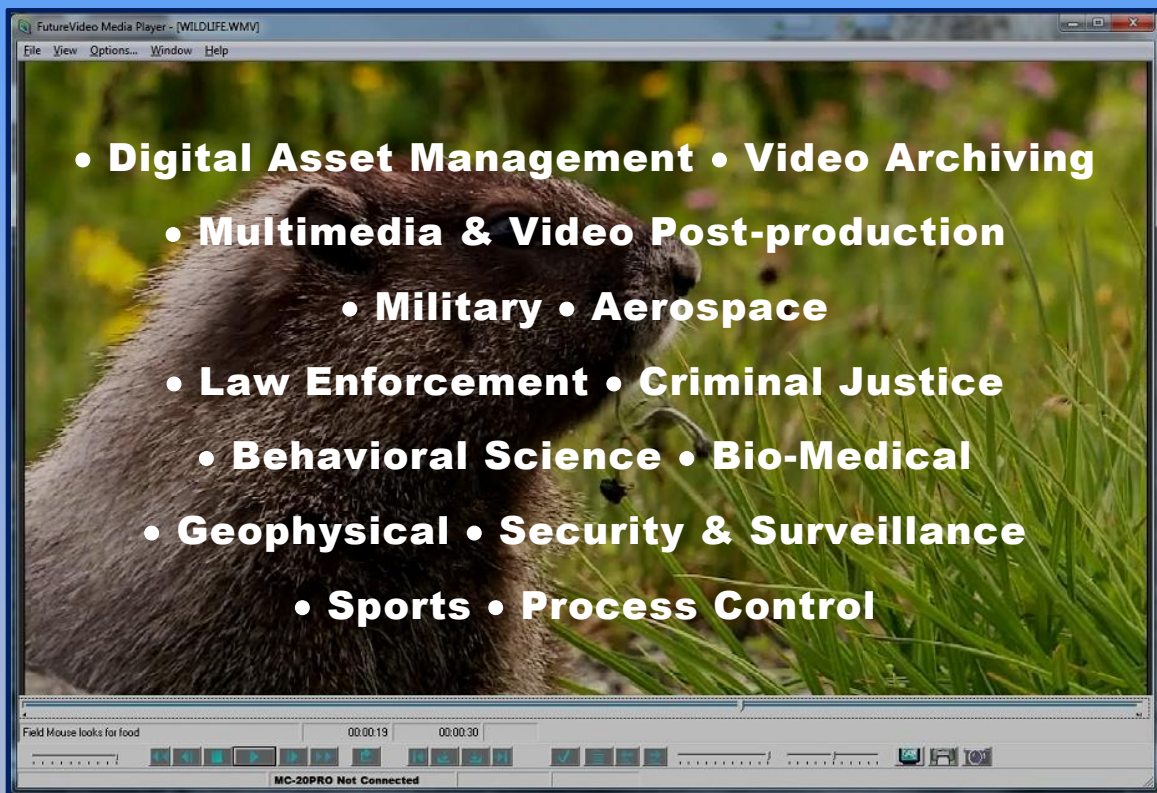 FutureVideo Media Player - [WILDLIFE.WMV]
File View Options... Window Help
• Digital Asset Management • Video Archiving
• Multimedia & Video Post-production
• Military • Aerospace
• Law Enforcement • Criminal Justice
• Behavioral Science • Bio-Medical
• Geophysical • Security & Surveillance
• Sports • Process Control
Field Mouse looks for food 00:00:19 00:00:30
MC-20PRO Not Connected